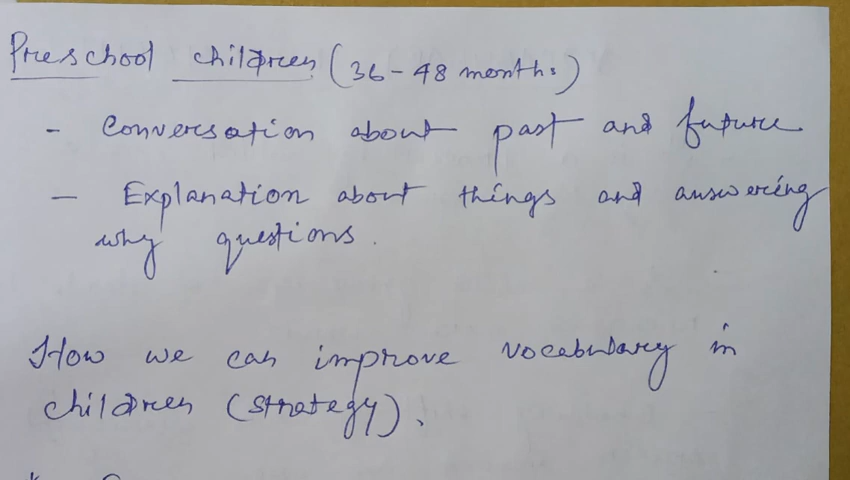 Preschool children (36-48 months)
- Conversation about past and future
- Explanation about things and answering
why questions.
How we can improve vocabulary in
children (strategy).